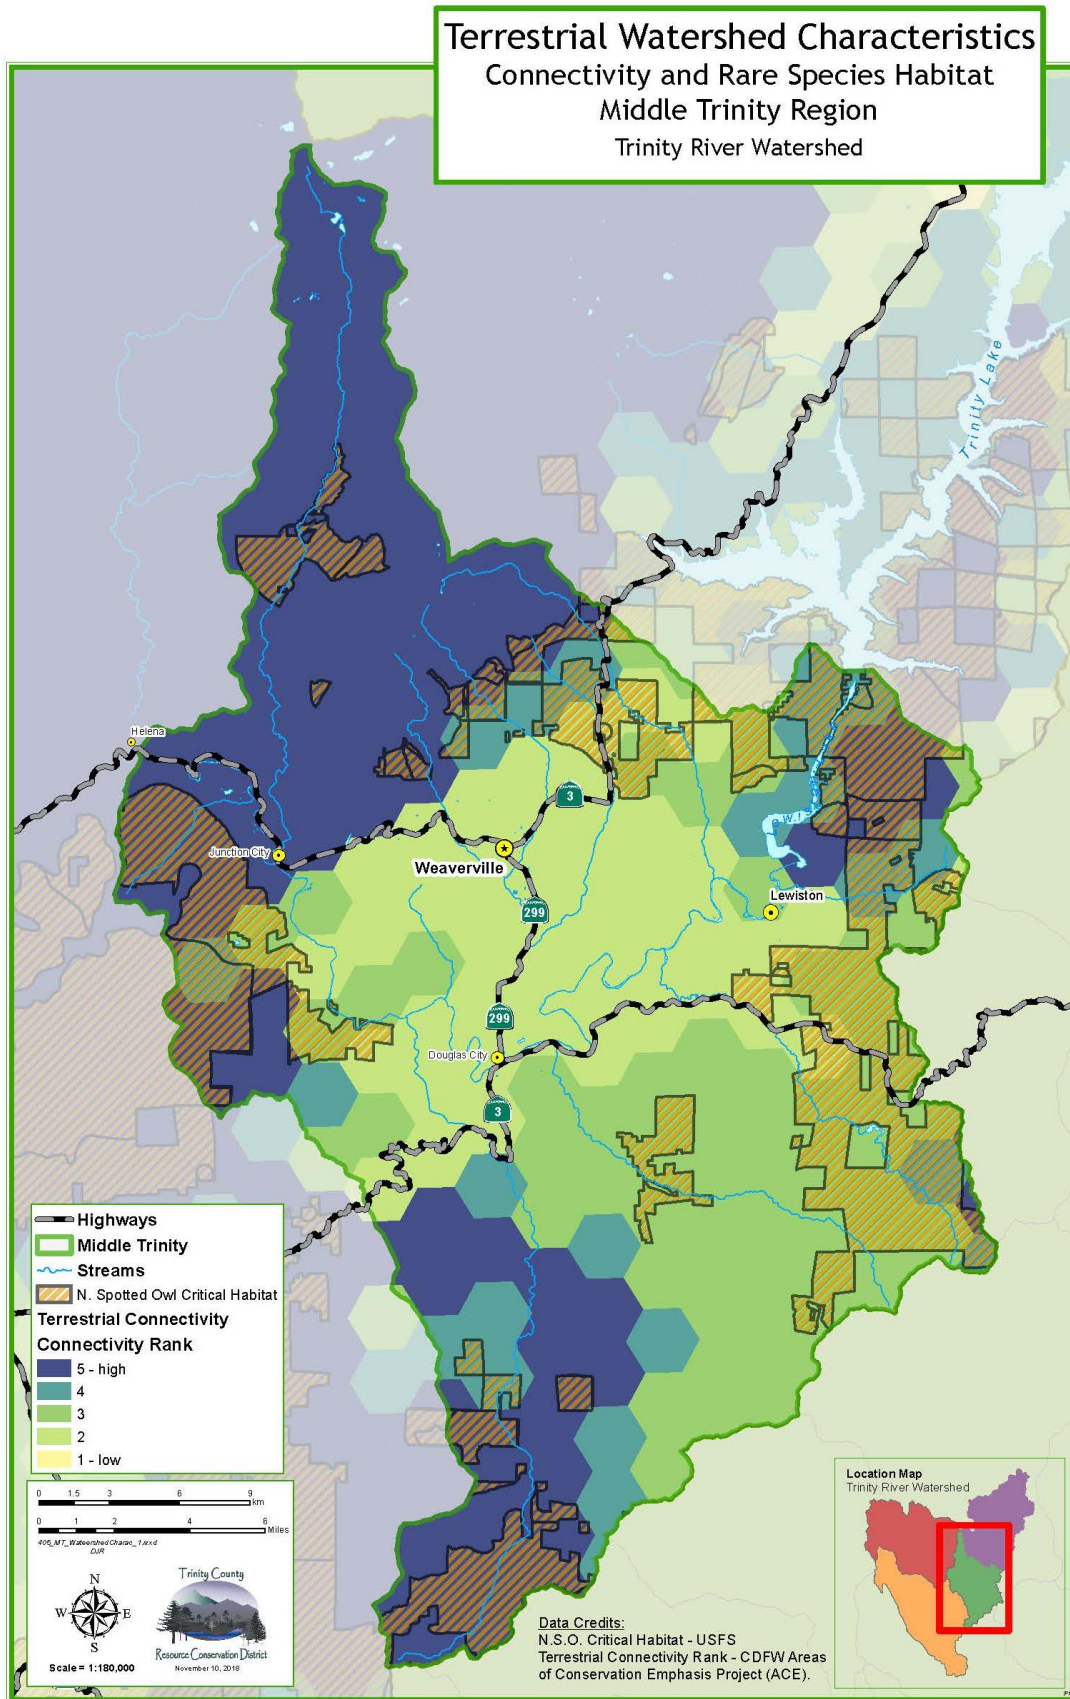 Terrestrial Watershed Characteristics
Connectivity and Rare Species Habitat
Middle Trinity Region
Trinity River Watershed
Trinity Lake
Helena
3
Junction City
Weaverville
299
Lewiston
299
Douglas City
3
Highways
Middle Trinity
Streams
N. Spotted Owl Critical Habitat
Terrestrial Connectivity
Connectivity Rank
5 - high
4
3
2
1 - low
0 1.5 3 6 9
km
0 1 2 4 6
Miles
DJR
N
W E
S
Scale = 1:180,000
Trinity County
Resource Conservation District
November 10, 2018
Data Credits:
N.S.O. Critical Habitat - USFS
Terrestrial Connectivity Rank - CDFW Areas
of Conservation Emphasis Project (ACE).
Location Map
Trinity River Watershed